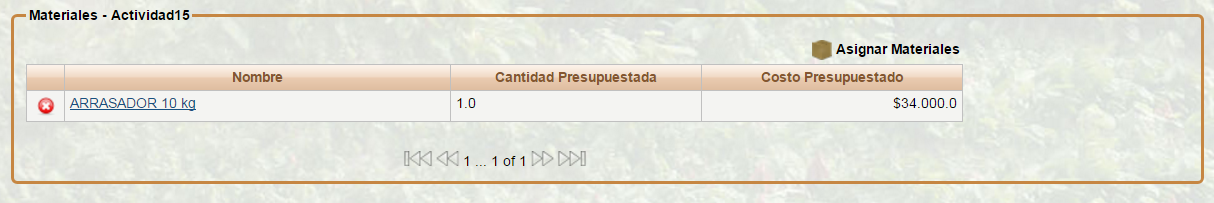 Materiales - Actividad15
Asignar Materiales
Nombre Cantidad Presupuestada Costo Presupuestado
ARRASADOR 10 kg 1.0 $34.000.0
1 ... 1 of 1